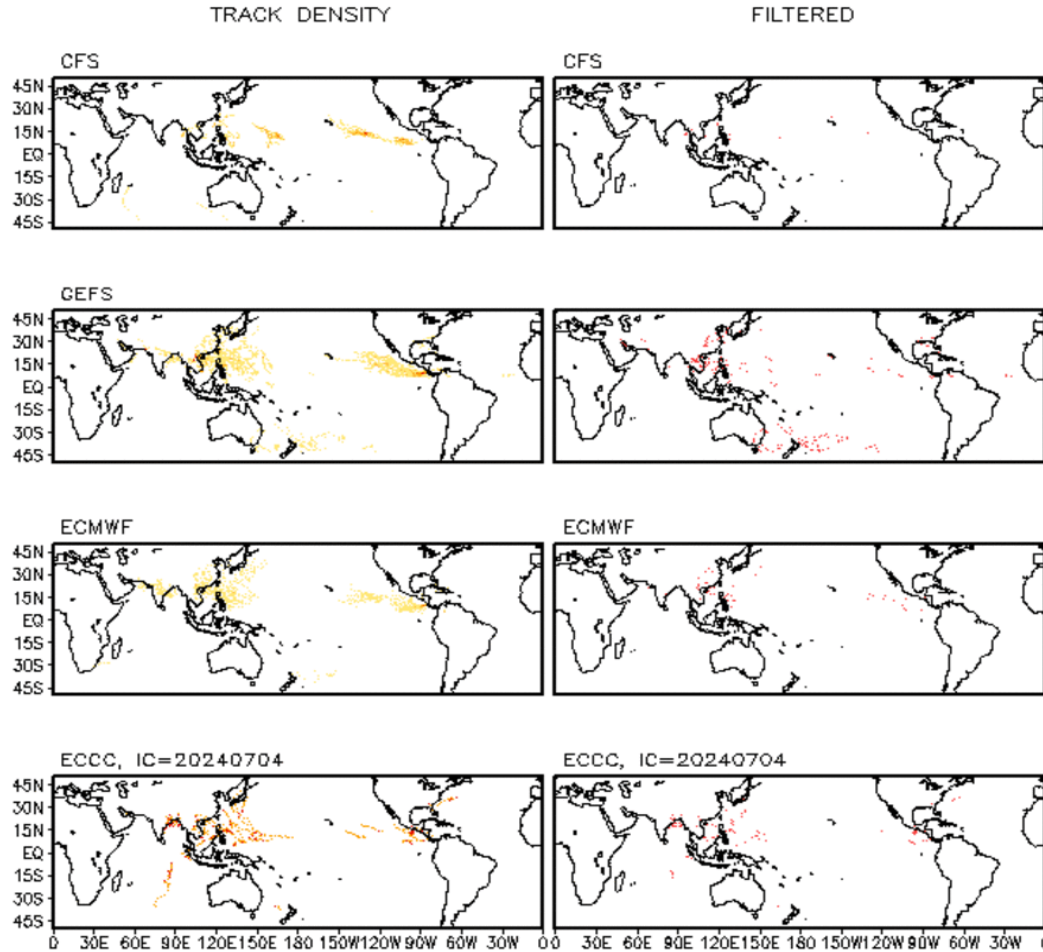 TRACK DENSITY FILTERED
CFS CFS
45N
30N
15N
EQ
15S
30S
45S
GEFS GEFS
45N
30N
15N
EQ
15S
30S
45S
ECMWF ECMWF
45N
30N
15N
EQ
15S
30S
45S
ECCC, IC=20240704 ECCC, IC=20240704
45N
30N
15N
EQ
15S
30S
45S
0 30E 60E 90E 120E 150E 150W 120W 90W 60W 30W 0 30E 60E 90E 120E 150E 150W 120W 90W 60W 30W